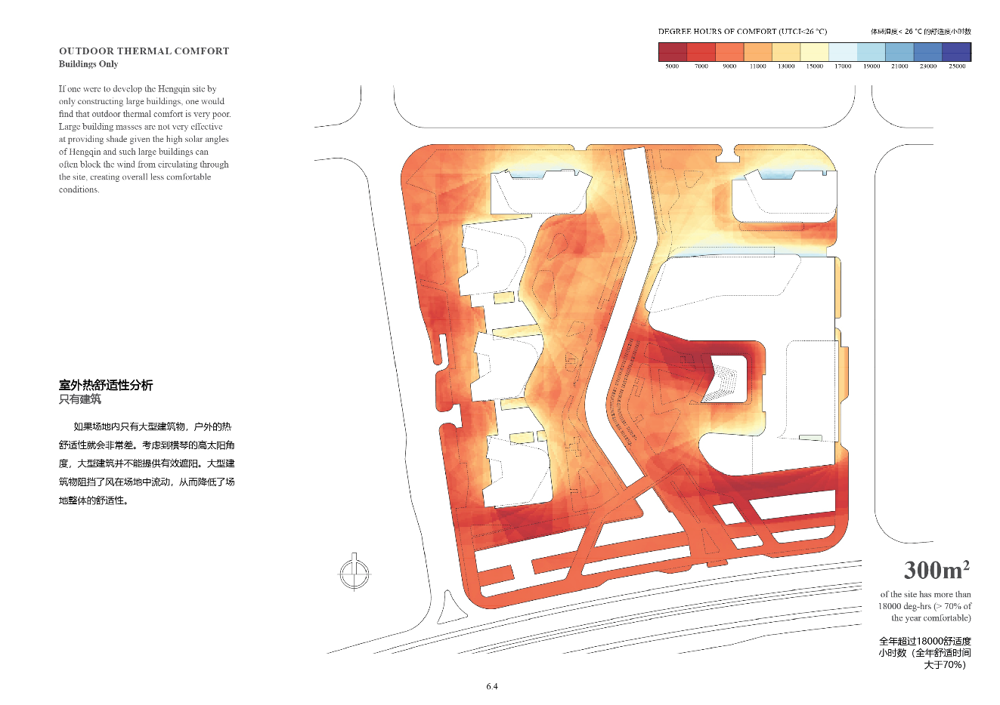 DEGREE HOURS OF COMFORT (UTCI<26 °C)
体感温度< 26 °C 的舒适度小时数
5000 7000 9000 11000 13000 15000 17000 19000 21000 23000 25000
OUTDOOR THERMAL COMFORT
Buildings Only
If one were to develop the Hengqin site by
only constructing large buildings, one would
find that outdoor thermal comfort is very poor.
Large building masses are not very effective
at providing shade given the high solar angles
of Hengqin and such large buildings can
often block the wind from circulating through
the site, creating overall less comfortable
conditions.
室外热舒适性分析
只有建筑
如果场地内只有大型建筑物，户外的热
舒适性就会非常差。考虑到横琴的高太阳角
度，大型建筑并不能提供有效遮阳。大型建
筑物阻挡了风在场地中流动，从而降低了场
地整体的舒适性。
300m²
of the site has more than
18000 deg-hrs (> 70% of
the year comfortable)
全年超过18000舒适度
小时数（全年舒适时间
大于70%）
6.4